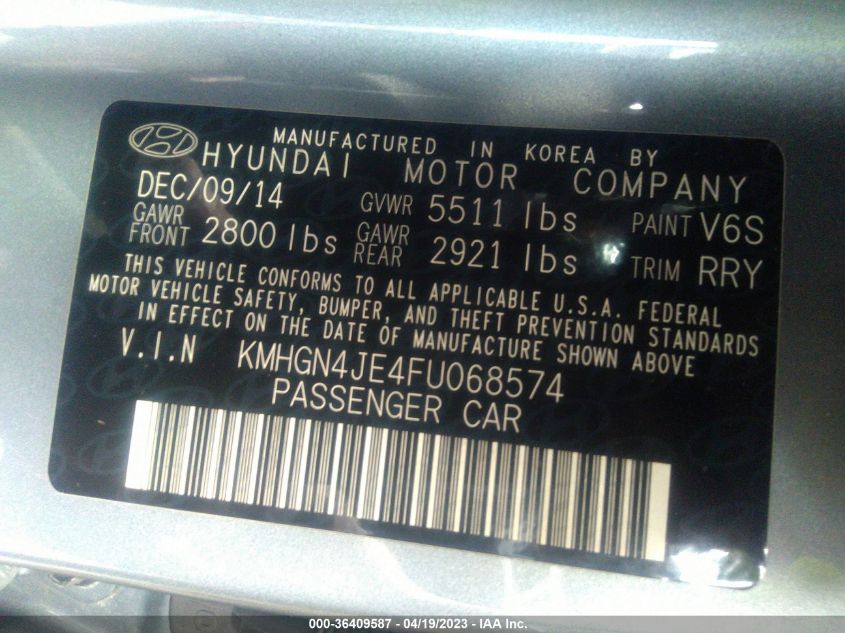 MANUFACTURED IN KOREA BY
HYUNDAI MOTOR COMPANY
DEC/09/14 GVWR 5511 lbs PAINT V6S
GAWR FRONT 2800 lbs GAWR REAR 2921 lbs TRIM RRY
THIS VEHICLE CONFORMS TO ALL APPLICABLE U.S.A. FEDERAL
MOTOR VEHICLE SAFETY, BUMPER, AND THEFT PREVENTION STANDARDS
IN EFFECT ON THE DATE OF MANUFACTURE SHOWN ABOVE
V.I.N KMHGN4JE4FU068574
PASSENGER CAR
000-36409587 - 04/19/2023 - IAA Inc.